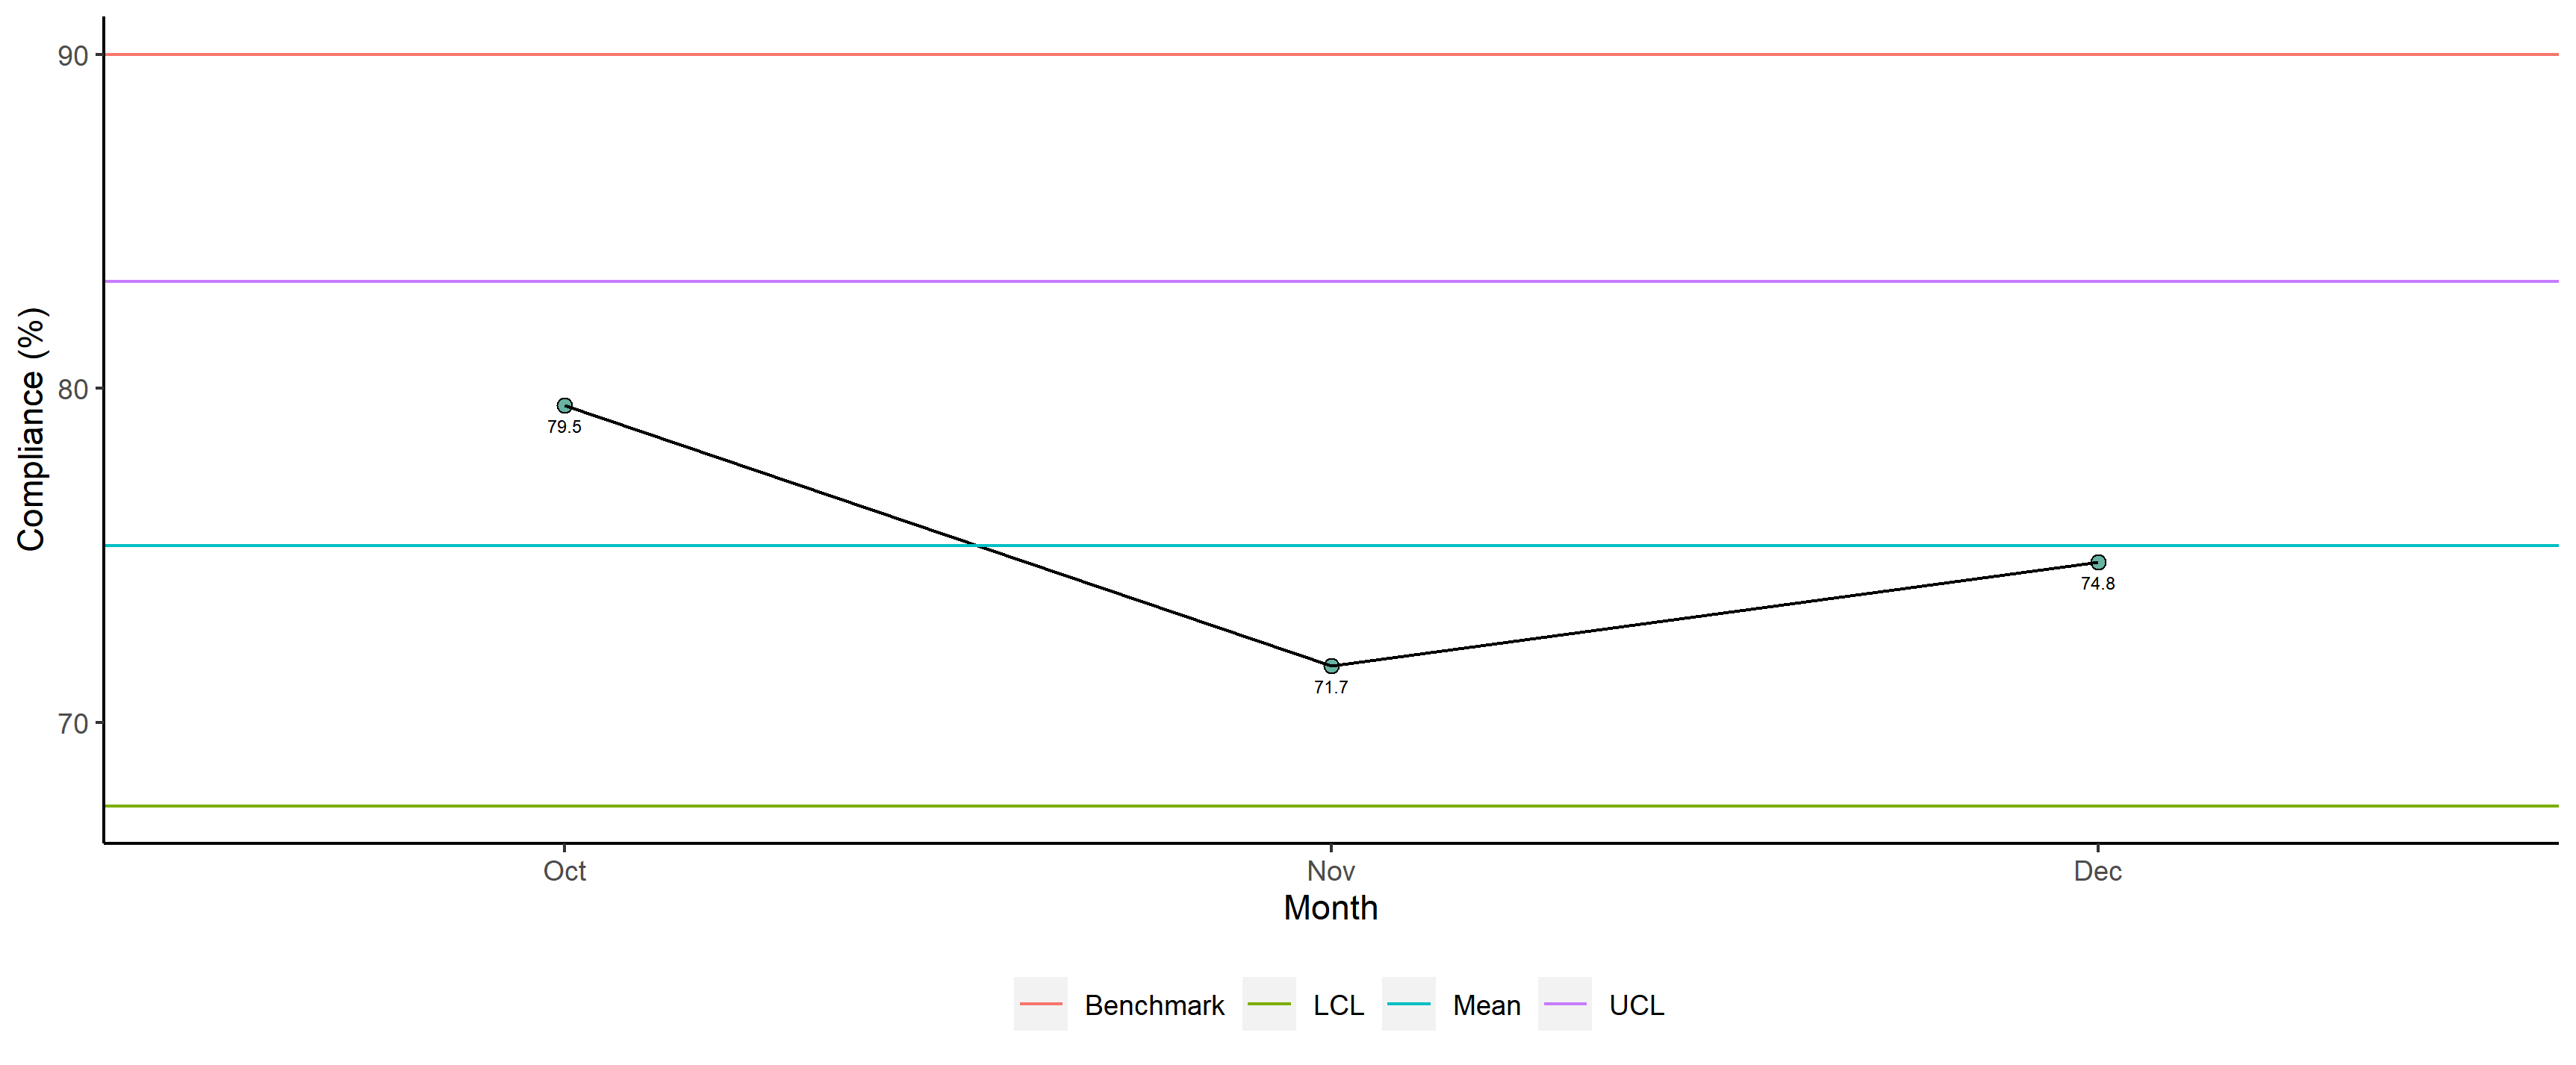 90
80
70
Compliance (%)
79.5
71.7
74.8
Oct
Nov
Dec
Month
Benchmark
LCL
Mean
UCL